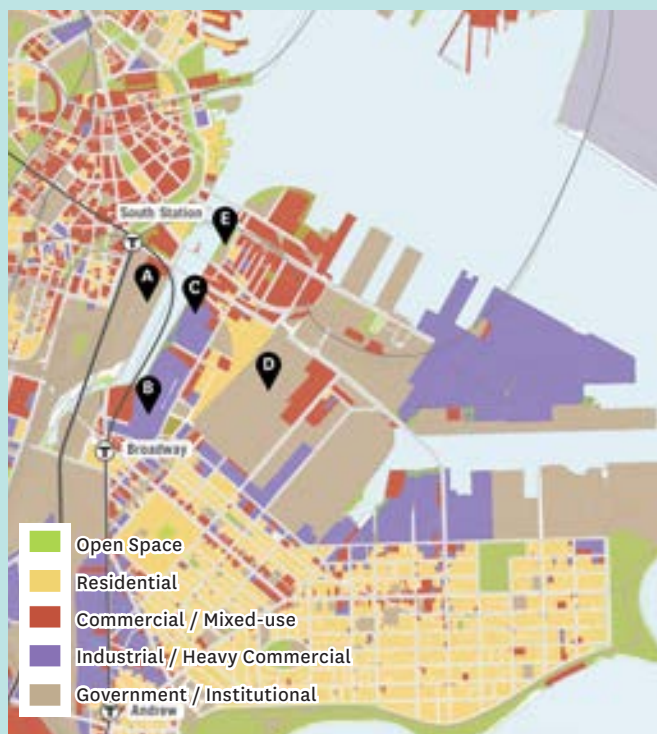 South Station
T
E
A
C
D
B
T
Broadway
Open Space
Residential
Commercial / Mixed-use
Industrial / Heavy Commercial
Government / Institutional
T
Andrew